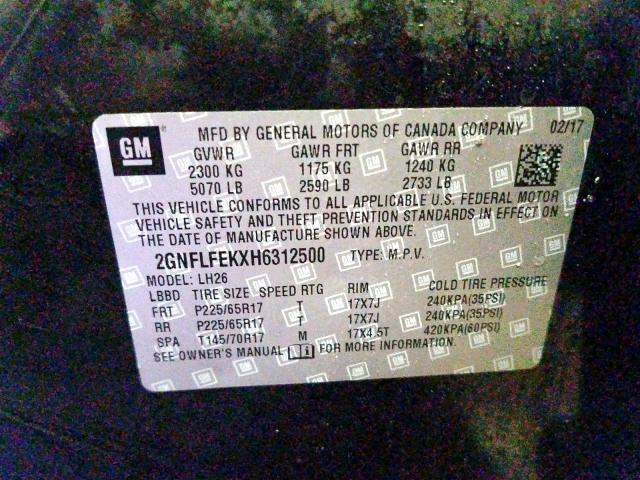 GM
MFD BY GENERAL MOTORS OF CANADA COMPANY 02/17
GVWR GAWR FRT GAWR RR
2300 KG 1175 KG 1240 KG
5070 LB 2590 LB 2733 LB
THIS VEHICLE CONFORMS TO ALL APPLICABLE U.S. FEDERAL MOTOR
VEHICLE SAFETY AND THEFT PREVENTION STANDARDS IN EFFECT ON
THE DATE OF MANUFACTURE SHOWN ABOVE.
2GNFLFEKXH6312500 TYPE: M.P.V.
MODEL: LH26
LBBD TIRE SIZE SPEED RTG RIM COLD TIRE PRESSURE
FRT P225/65R17 T 17X7J 240KPA(35PSI)
RR P225/65R17 T 17X7J 240KPA(35PSI)
SPA T145/70R17 M 17X4.5T 420KPA(60PSI)
SEE OWNER'S MANUAL FOR MORE INFORMATION.